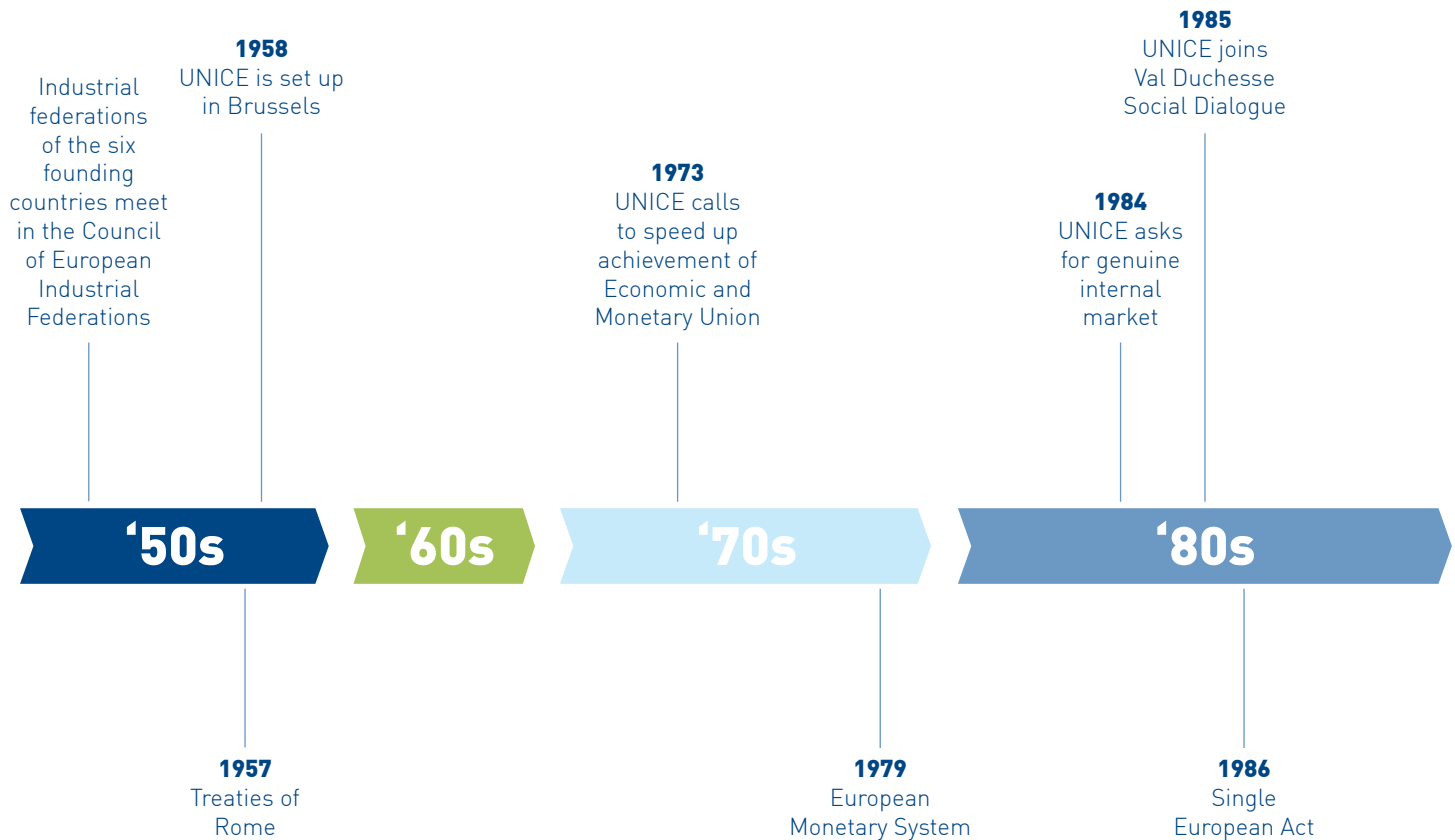 Industrial
federations
of the six
founding
countries meet
in the Council
of European
Industrial
Federations
1958
UNICE is set up
in Brussels
1973
UNICE calls
to speed up
achievement of
Economic and
Monetary Union
1984
UNICE asks
for genuine
internal
market
1985
UNICE joins
Val Duchesse
Social Dialogue
‘50s
‘60s
‘70s
‘80s
1957
Treaties of
Rome
1979
European
Monetary System
1986
Single
European Act